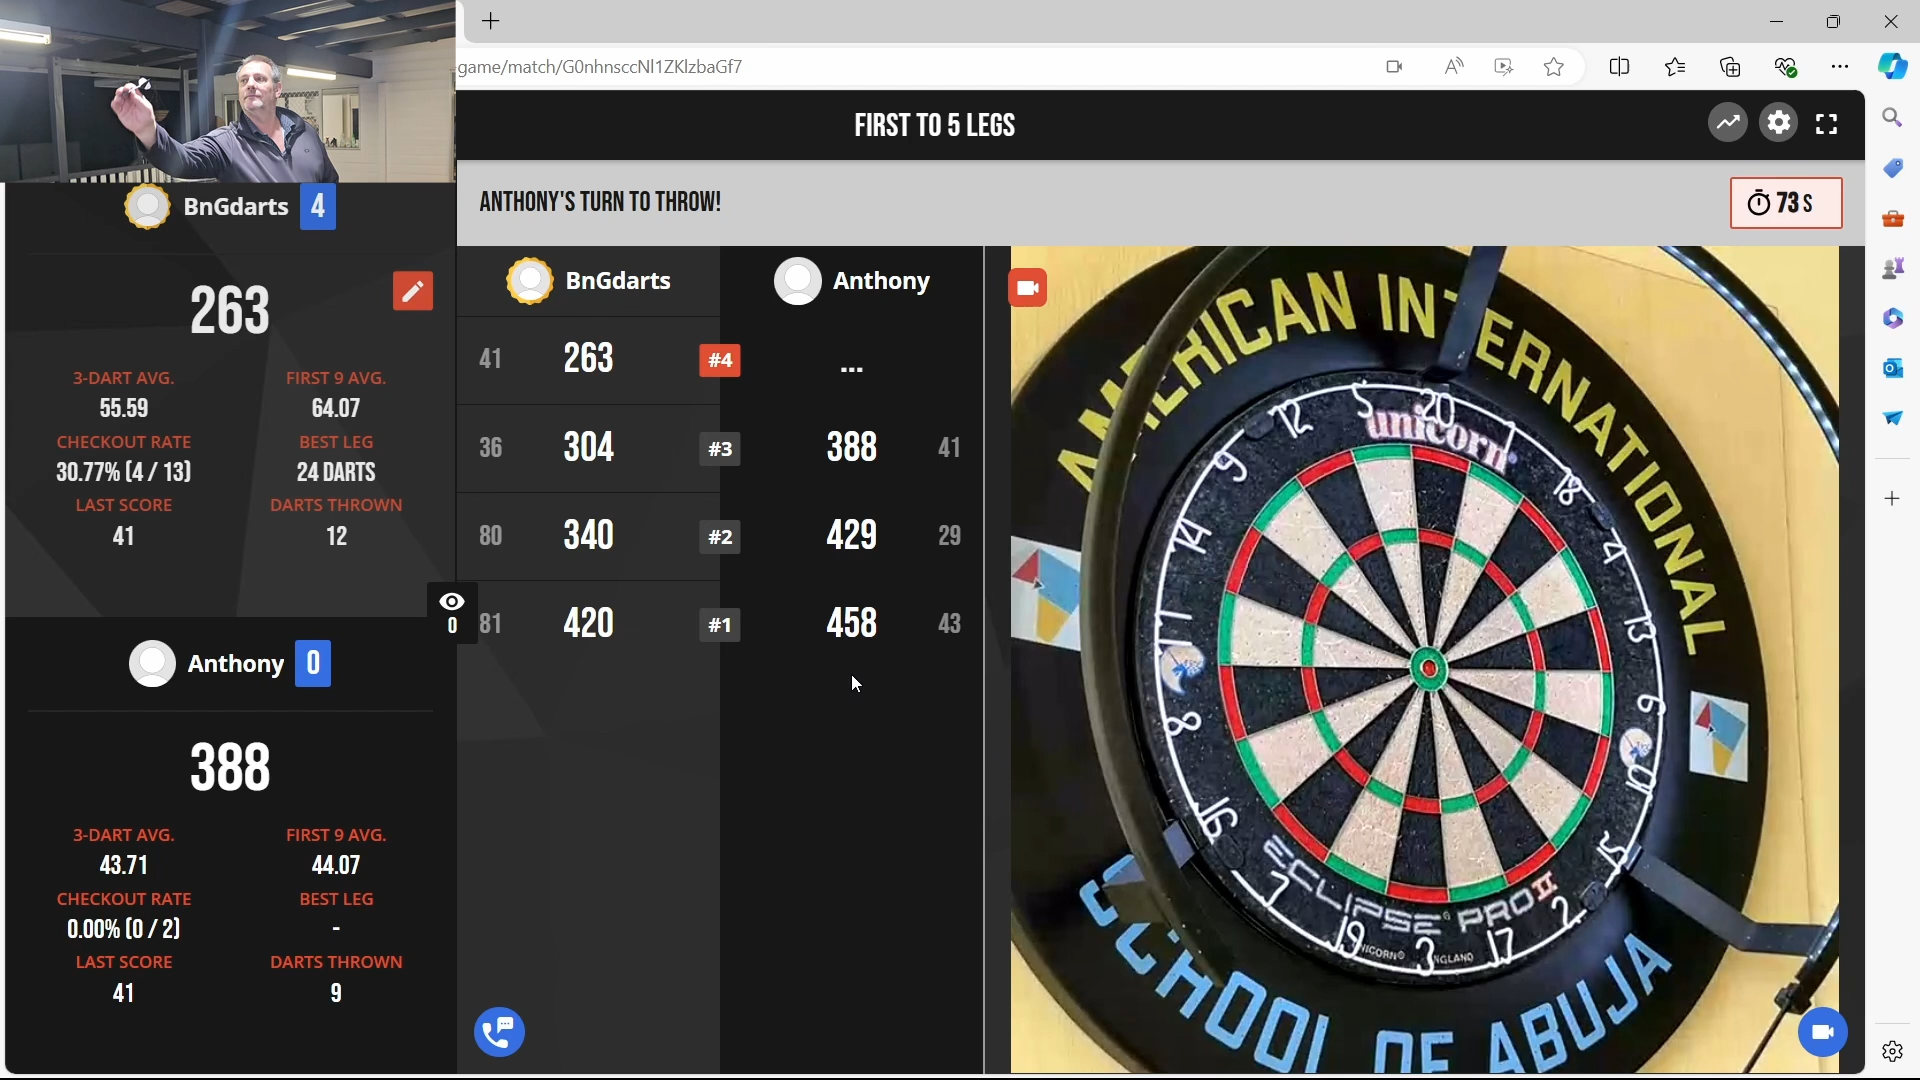 game/match/G0nhnsccNl1ZKlzbaGf7
FIRST TO 5 LEGS
ANTHONY'S TURN TO THROW!
73 S
BnGdarts 4
263
3-DART AVG. FIRST 9 AVG.
55.59 64.07
CHECKOUT RATE BEST LEG
30.77% (4 / 13) 24 DARTS
LAST SCORE DARTS THROWN
41 12
0
Anthony 0
388
3-DART AVG. FIRST 9 AVG.
43.71 44.07
CHECKOUT RATE BEST LEG
0.00% (0 / 2) -
LAST SCORE DARTS THROWN
41 9
BnGdarts Anthony
41 263 #4 ...
36 304 #3 388 41
80 340 #2 429 29
81 420 #1 458 43
AMERICAN INTERNATIONAL
unicorn
5 20 1 18 4 13 6 10 15 2 17 3 19 7 16 8 11 14 9 12
ECLIPSE PRO II
SCHOOL OF ABUJA